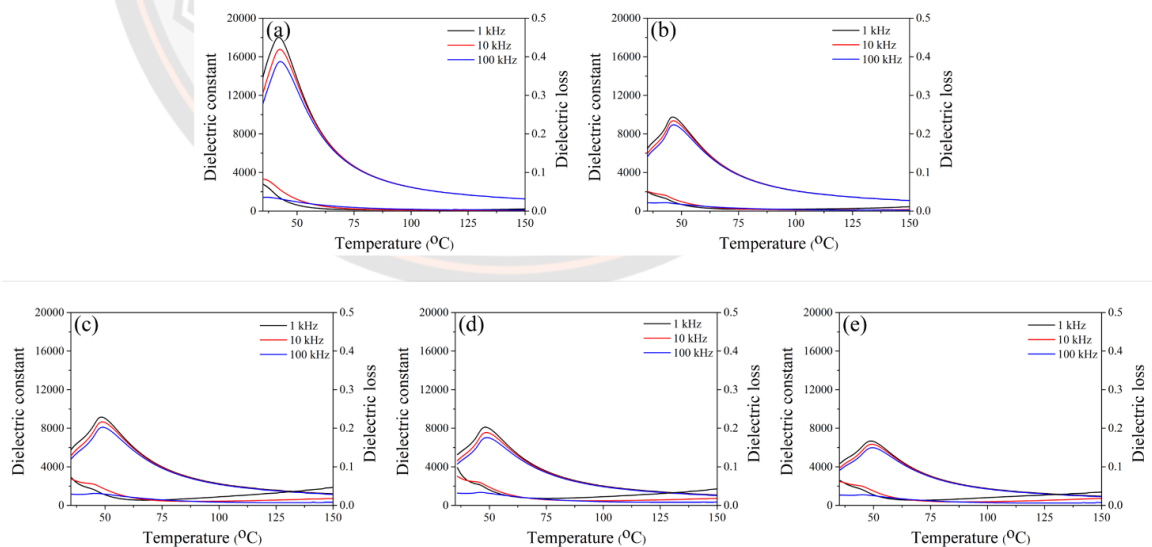 (a)
1 kHz
10 kHz
100 kHz
20000
16000
12000
8000
4000
0
0.5
0.4
0.3
0.2
0.1
0.0
50
75
100
125
150
Dielectric constant
Dielectric loss
Temperature (ºC)
(b)
1 kHz
10 kHz
100 kHz
20000
16000
12000
8000
4000
0
0.5
0.4
0.3
0.2
0.1
0.0
50
75
100
125
150
Dielectric constant
Dielectric loss
Temperature (ºC)
(c)
1 kHz
10 kHz
100 kHz
20000
16000
12000
8000
4000
0
0.5
0.4
0.3
0.2
0.1
0.0
50
75
100
125
150
Dielectric constant
Dielectric loss
Temperature (ºC)
(d)
1 kHz
10 kHz
100 kHz
20000
16000
12000
8000
4000
0
0.5
0.4
0.3
0.2
0.1
0.0
50
75
100
125
150
Dielectric constant
Dielectric loss
Temperature (ºC)
(e)
1 kHz
10 kHz
100 kHz
20000
16000
12000
8000
4000
0
0.5
0.4
0.3
0.2
0.1
0.0
50
75
100
125
150
Dielectric constant
Dielectric loss
Temperature (ºC)